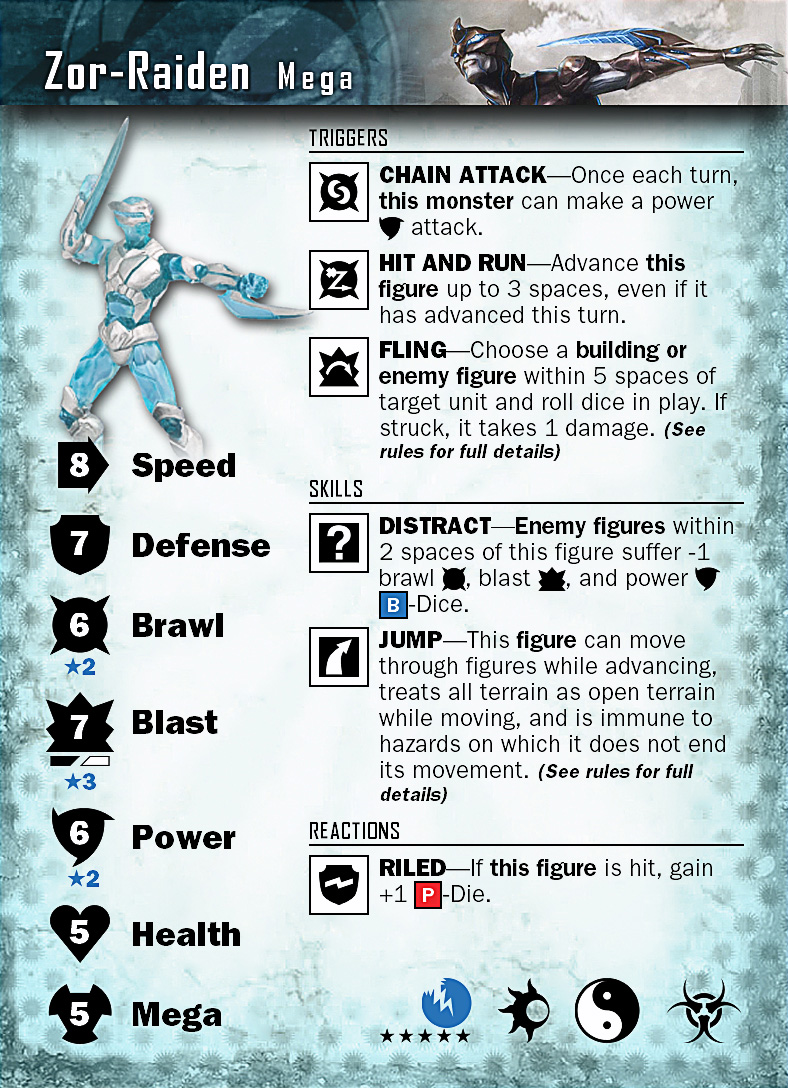 Zor-Raiden Mega
TRIGGERS
CHAIN ATTACK—Once each turn,
this monster can make a power
attack.
HIT AND RUN—Advance this
figure up to 3 spaces, even if it
has advanced this turn.
FLING—Choose a building or
enemy figure within 5 spaces of
target unit and roll dice in play. If
struck, it takes 1 damage. (See
rules for full details)
8 Speed
7 Defense
6 Brawl
★2
7 Blast
★3
6 Power
★2
5 Health
5 Mega
SKILLS
DISTRACT—Enemy figures within
2 spaces of this figure suffer -1
brawl , blast , and power
B-Dice.
JUMP—This figure can move
through figures while advancing,
treats all terrain as open terrain
while moving, and is immune to
hazards on which it does not end
its movement. (See rules for full
details)
REACTIONS
RILED—If this figure is hit, gain
+1 P-Die.
★★★★★